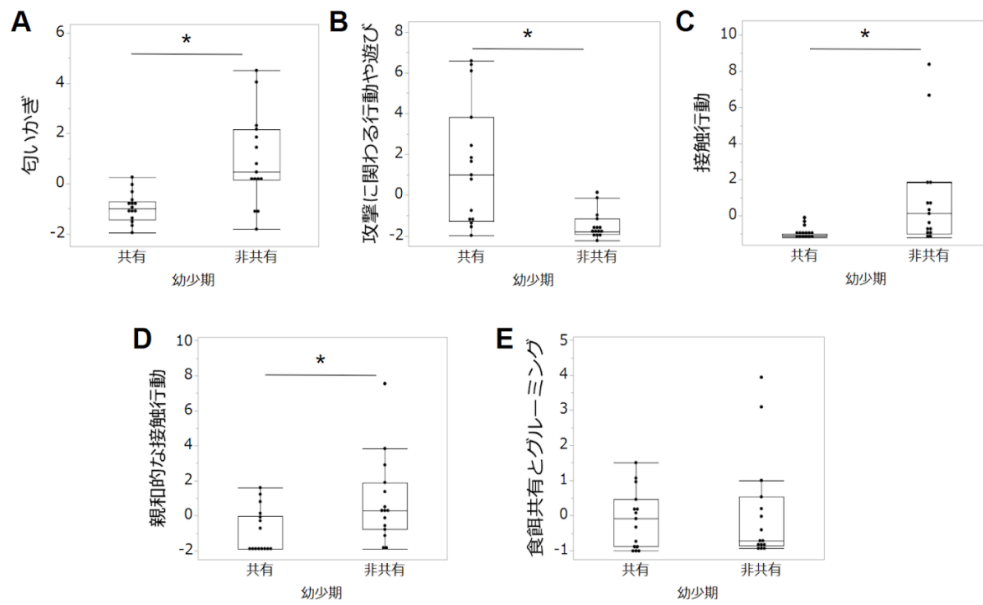 A
匂いかぎ
6
4
2
0
-2
*
共有
非共有
幼少期
B
攻撃に関わる行動や遊び
8
6
4
2
0
-2
*
共有
非共有
幼少期
C
接触行動
10
8
6
4
2
0
*
共有
非共有
幼少期
D
親和的な接触行動
10
8
6
4
2
0
-2
*
共有
非共有
幼少期
E
食餌共有とグルーミング
5
4
3
2
1
0
-1
共有
非共有
幼少期